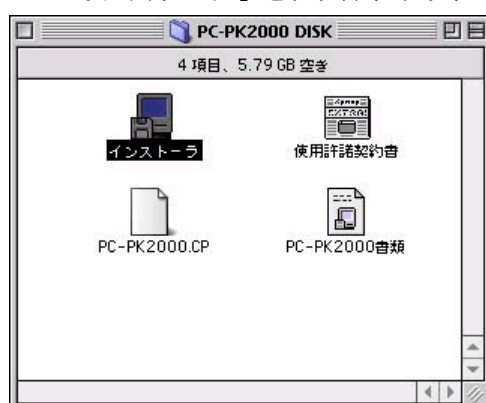 PC-PK2000 DISK
4 項目、5.79 GB 空き
インストーラ
使用許諾契約書
PC-PK2000.CP
PC-PK2000書類